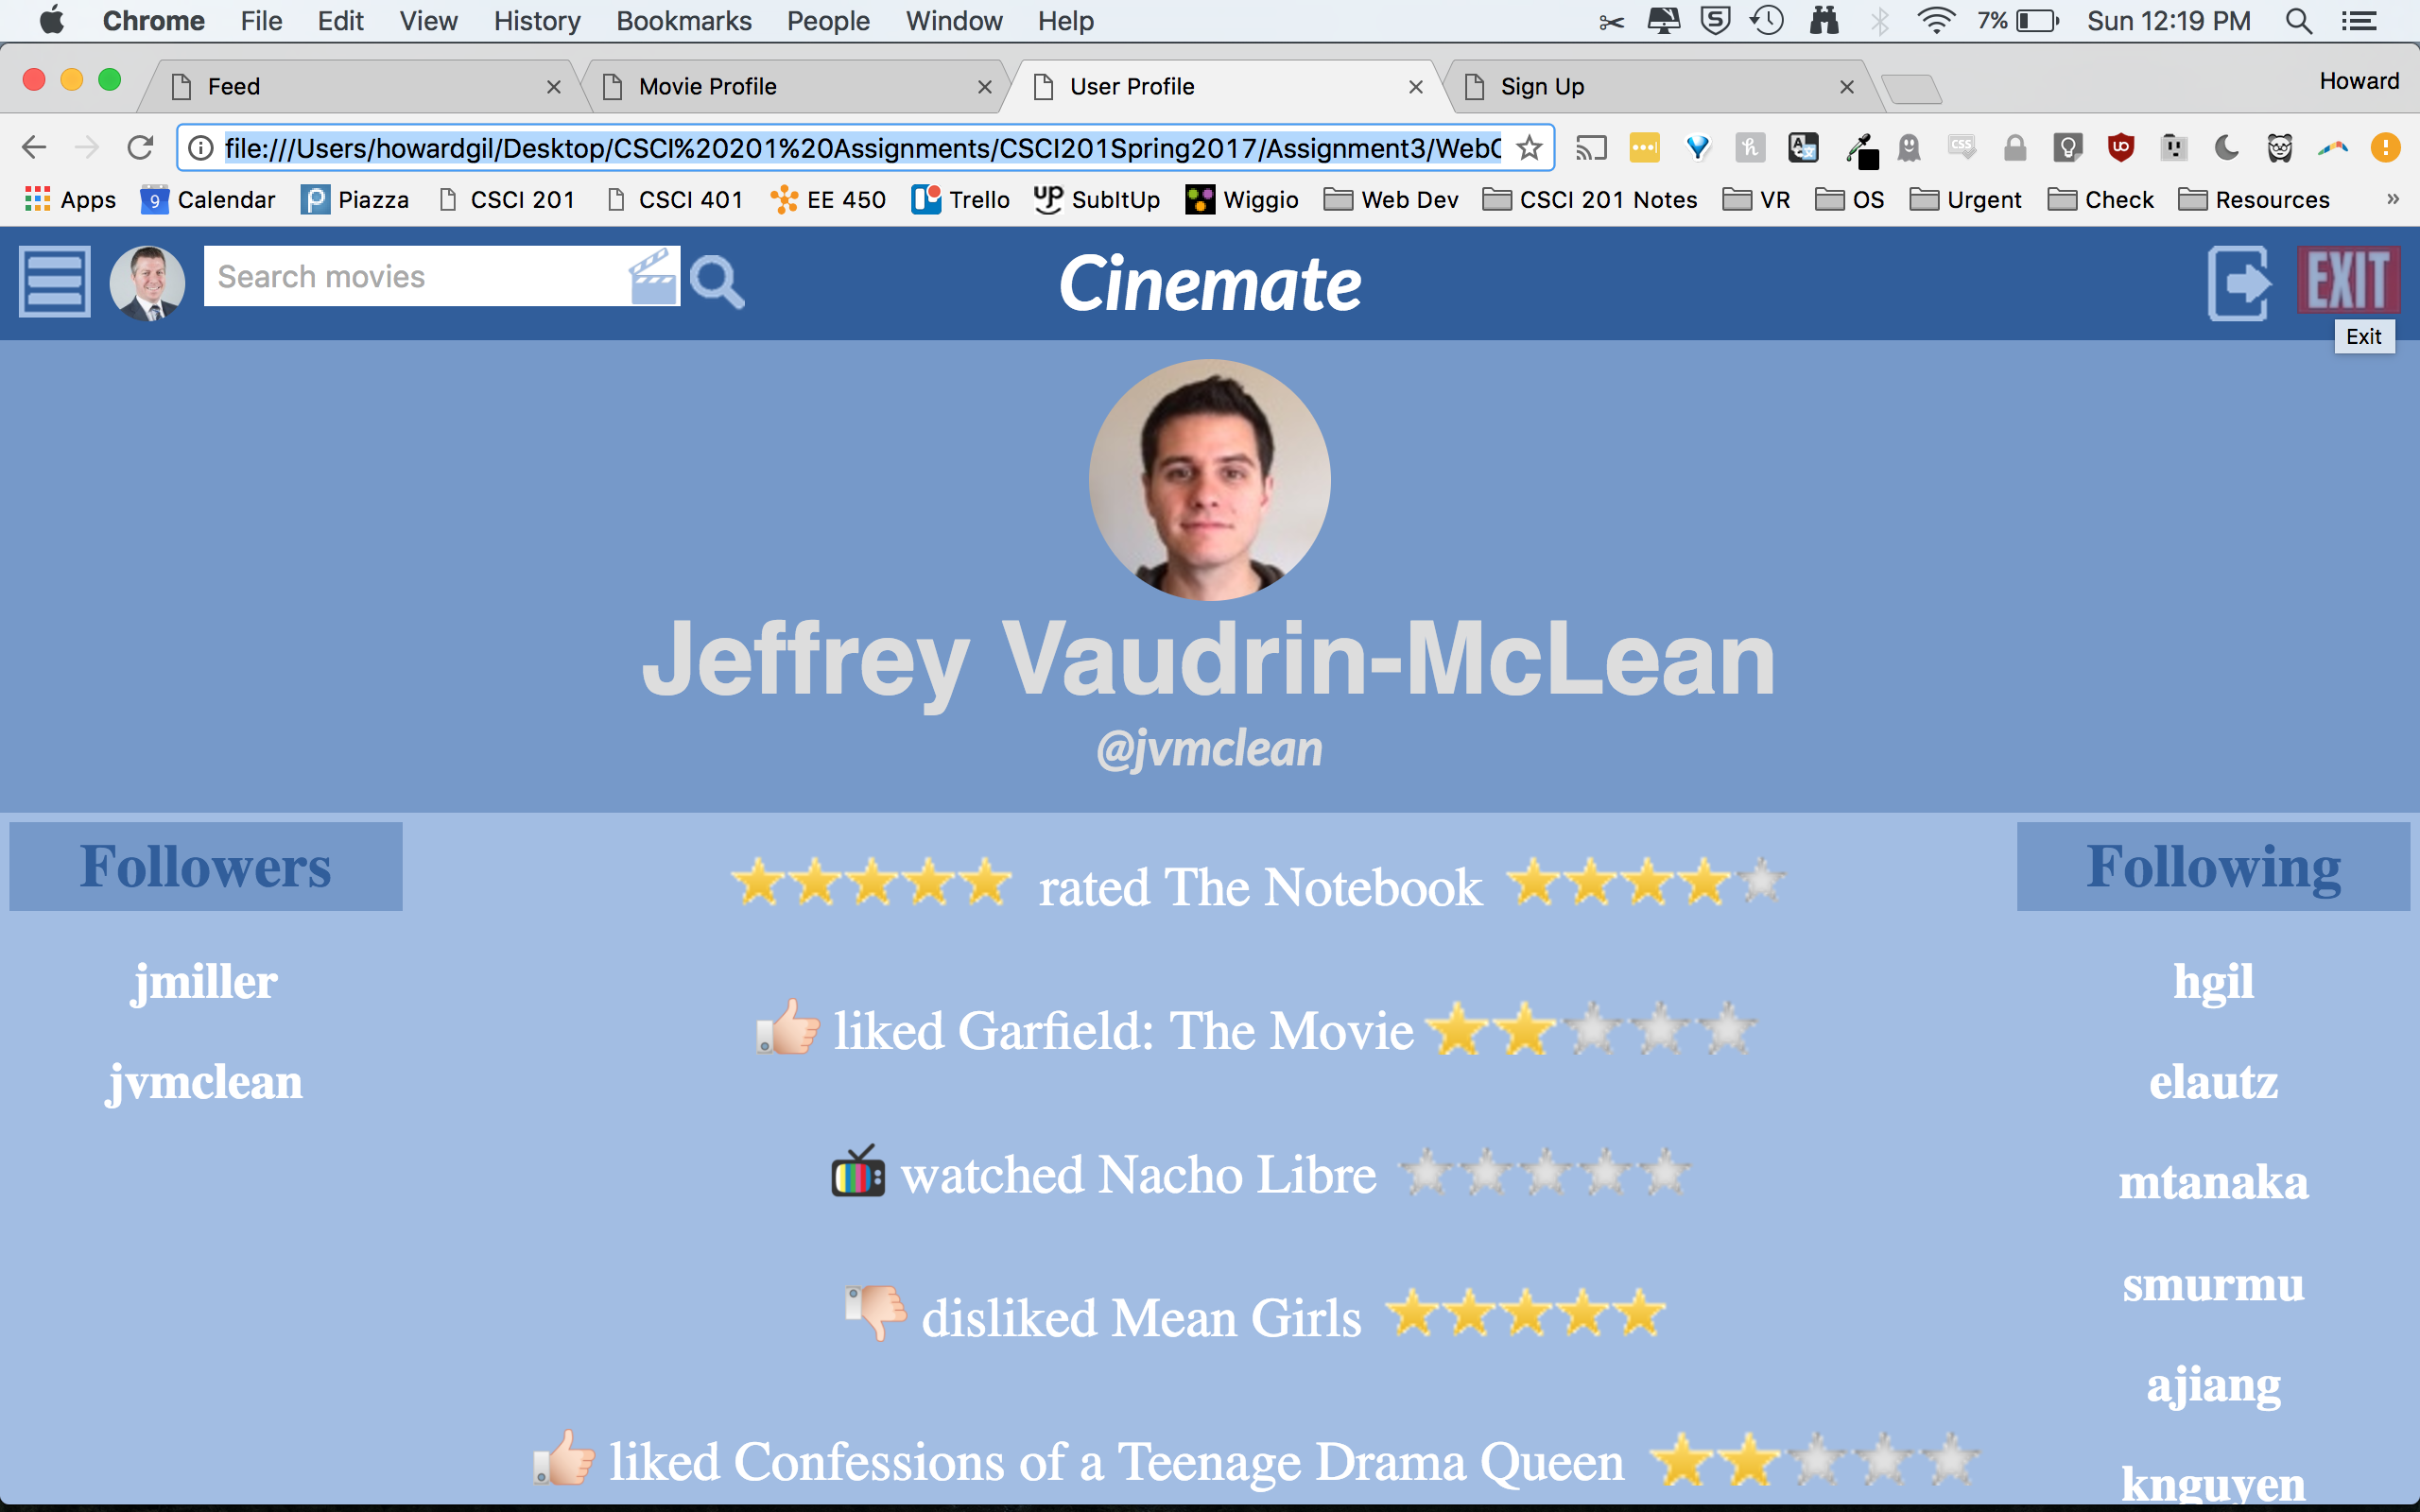 Chrome File Edit View History Bookmarks People Window Help 7% Sun 12:19 PM
Feed Movie Profile User Profile Sign Up Howard
file:///Users/howardgil/Desktop/CSCI%20201%20Assignments/CSCI201Spring2017/Assignment3/WebC
Apps Calendar Piazza CSCI 201 CSCI 401 EE 450 Trello SubItUp Wiggio Web Dev CSCI 201 Notes VR OS Urgent Check Resources »
Search movies Cinemate EXIT
Exit
Jeffrey Vaudrin-McLean
@jvmclean
Followers
jmiller
jvmclean
rated The Notebook
liked Garfield: The Movie
watched Nacho Libre
disliked Mean Girls
liked Confessions of a Teenage Drama Queen
Following
hgil
elautz
mtanaka
smurmu
ajiang
knguyen